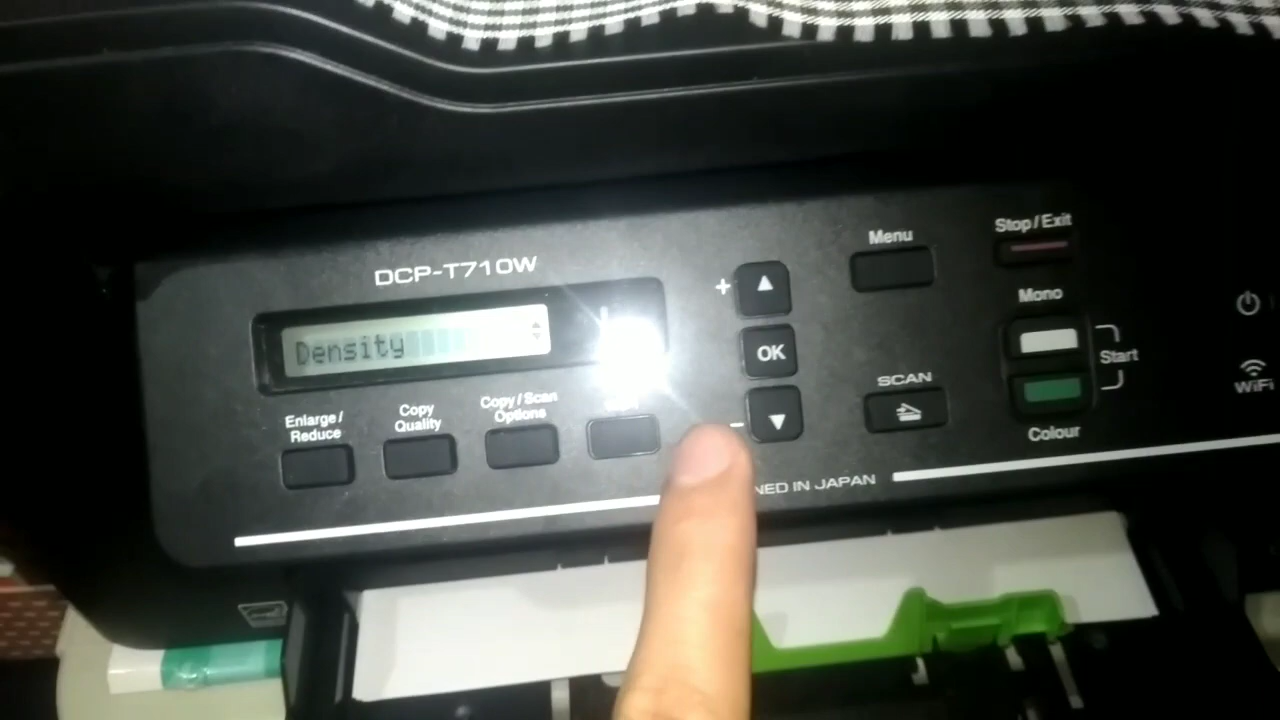 DCP-T710W
Density
Enlarge /
Reduce
Copy
Quality
Copy / Scan
Options
+
OK
-
Menu
SCAN
Stop / Exit
Mono
Start
Colour
WiFi
NED IN JAPAN